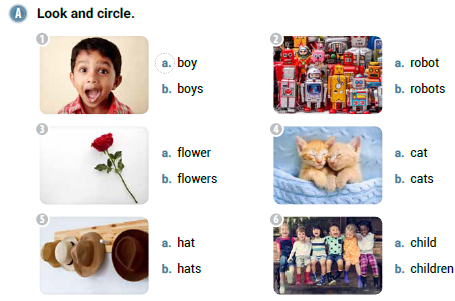 A Look and circle.
1
a. boy
b. boys
2
a. robot
b. robots
3
a. flower
b. flowers
4
a. cat
b. cats
5
a. hat
b. hats
6
a. child
b. children